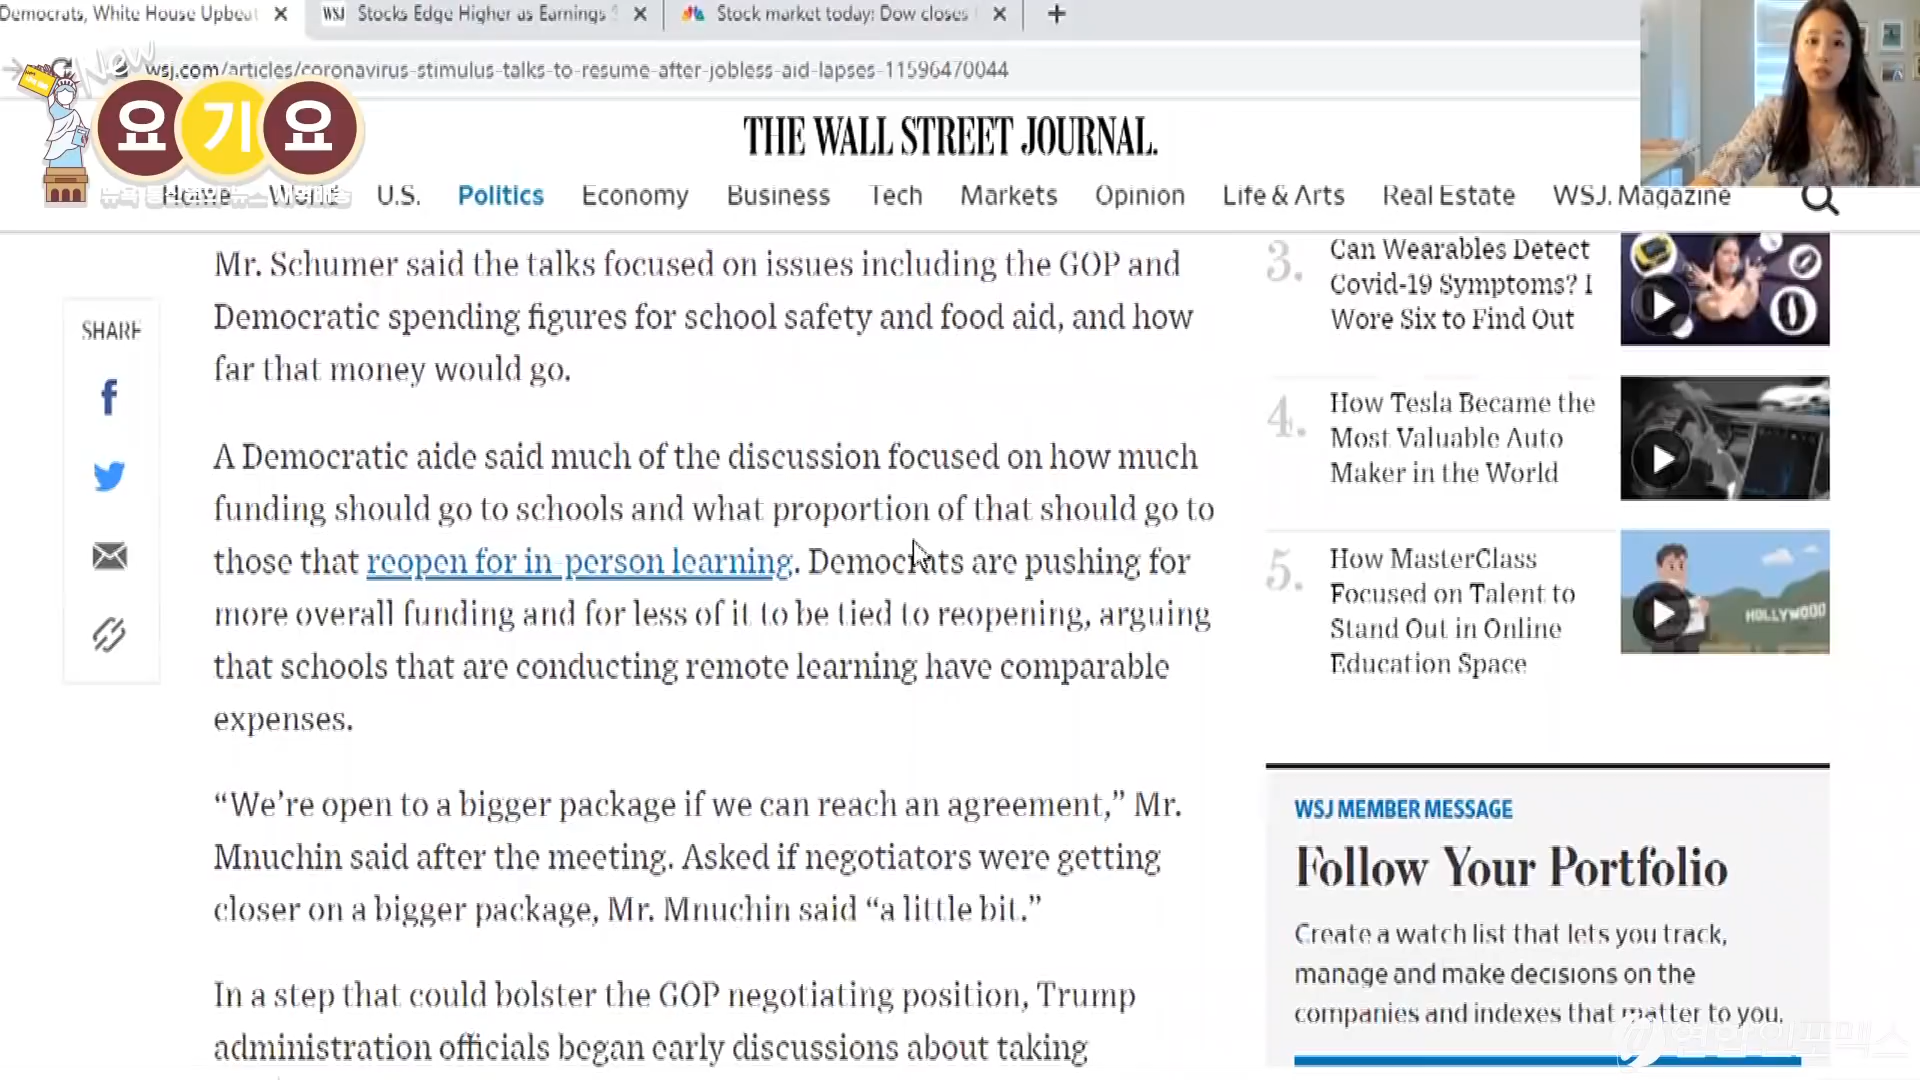 Democrats, White House Upbeat
WSJ Stocks Edge Higher as Earnings S
Stock market today: Dow closes
wsj.com/articles/coronavirus-stimulus-talks-to-resume-after-jobless-aid-lapses-11596470044
New
요기요
THE WALL STREET JOURNAL.
Home World U.S. Politics Economy Business Tech Markets Opinion Life & Arts Real Estate WSJ. Magazine
SHARE
Mr. Schumer said the talks focused on issues including the GOP and
Democratic spending figures for school safety and food aid, and how
far that money would go.
A Democratic aide said much of the discussion focused on how much
funding should go to schools and what proportion of that should go to
those that reopen for in-person learning. Democrats are pushing for
more overall funding and for less of it to be tied to reopening, arguing
that schools that are conducting remote learning have comparable
expenses.
“We’re open to a bigger package if we can reach an agreement,” Mr.
Mnuchin said after the meeting. Asked if negotiators were getting
closer on a bigger package, Mr. Mnuchin said “a little bit.”
In a step that could bolster the GOP negotiating position, Trump
administration officials began early discussions about taking
3. Can Wearables Detect
Covid-19 Symptoms? I
Wore Six to Find Out
4. How Tesla Became the
Most Valuable Auto
Maker in the World
5. How MasterClass
Focused on Talent to
Stand Out in Online
Education Space
HOLLYWOOD
WSJ MEMBER MESSAGE
Follow Your Portfolio
Create a watch list that lets you track,
manage and make decisions on the
companies and indexes that matter to you.
연합인포맥스